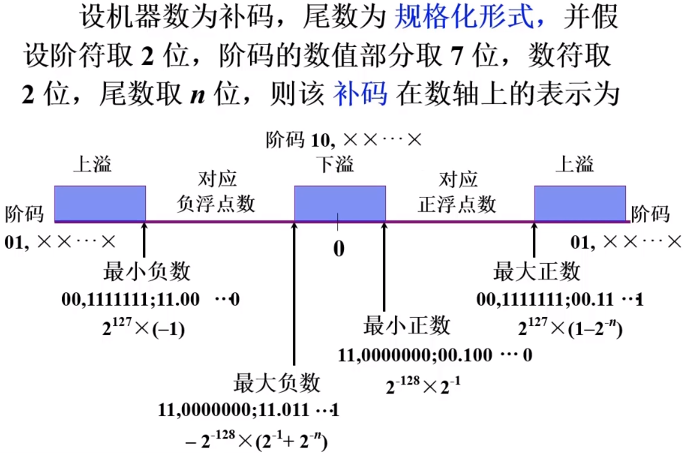 设机器数为补码，尾数为 规格化形式，并假
设阶符取 2 位，阶码的数值部分取 7 位，数符取
2 位，尾数取 n 位，则该 补码 在数轴上的表示为
阶码 10, ××···×
上溢 对应 下溢 对应 上溢
负浮点数 正浮点数
阶码 阶码
01, ××···× 0 01, ××···×
最小负数 最大正数
00,1111111;11.00 ···0 00,1111111;00.11 ···1
2^127×(–1) 2^127×(1–2^-n)
最小正数
11,0000000;00.100 ··· 0
2^-128×2^-1
最大负数
11,0000000;11.011 ···1
– 2^-128×(2^-1+ 2^-n)